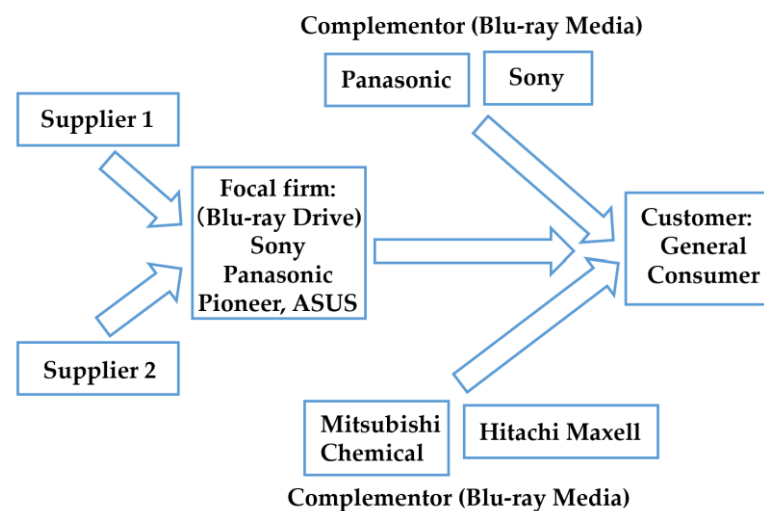 Complementor (Blu-ray Media)
Panasonic
Sony
Supplier 1
Focal firm:
(Blu-ray Drive)
Sony
Panasonic
Pioneer, ASUS
Customer:
General
Consumer
Supplier 2
Mitsubishi
Chemical
Hitachi Maxell
Complementor (Blu-ray Media)